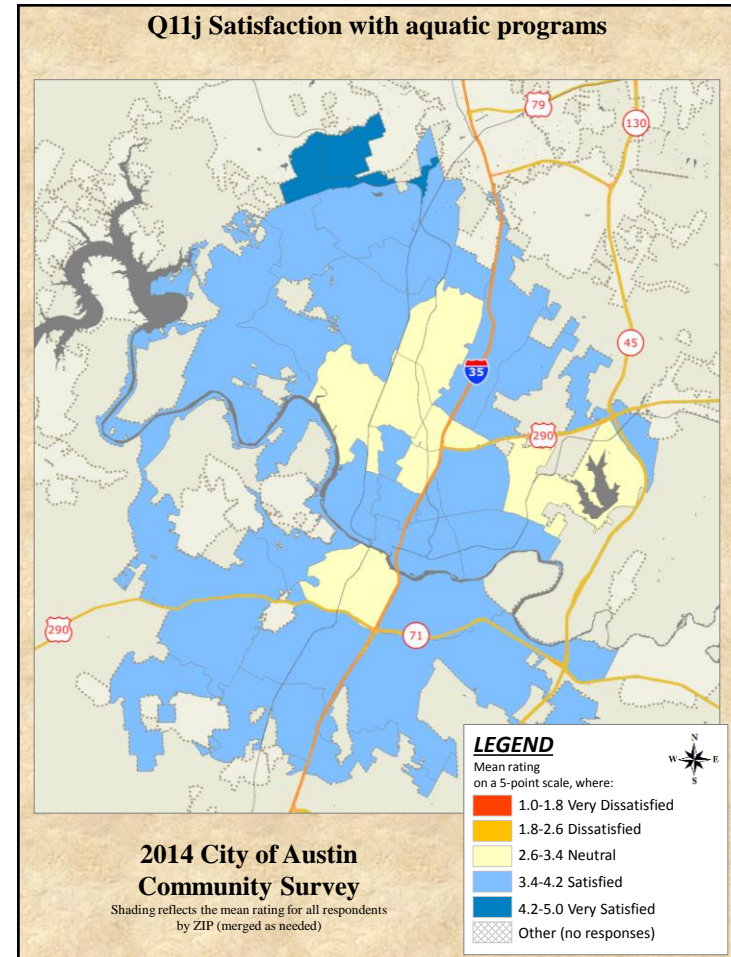 Q11j Satisfaction with aquatic programs
79
130
45
35
290
290
71
LEGEND
Mean rating
on a 5-point scale, where:
N
W E
S
1.0-1.8 Very Dissatisfied
1.8-2.6 Dissatisfied
2.6-3.4 Neutral
3.4-4.2 Satisfied
4.2-5.0 Very Satisfied
Other (no responses)
2014 City of Austin
Community Survey
Shading reflects the mean rating for all respondents
by ZIP (merged as needed)